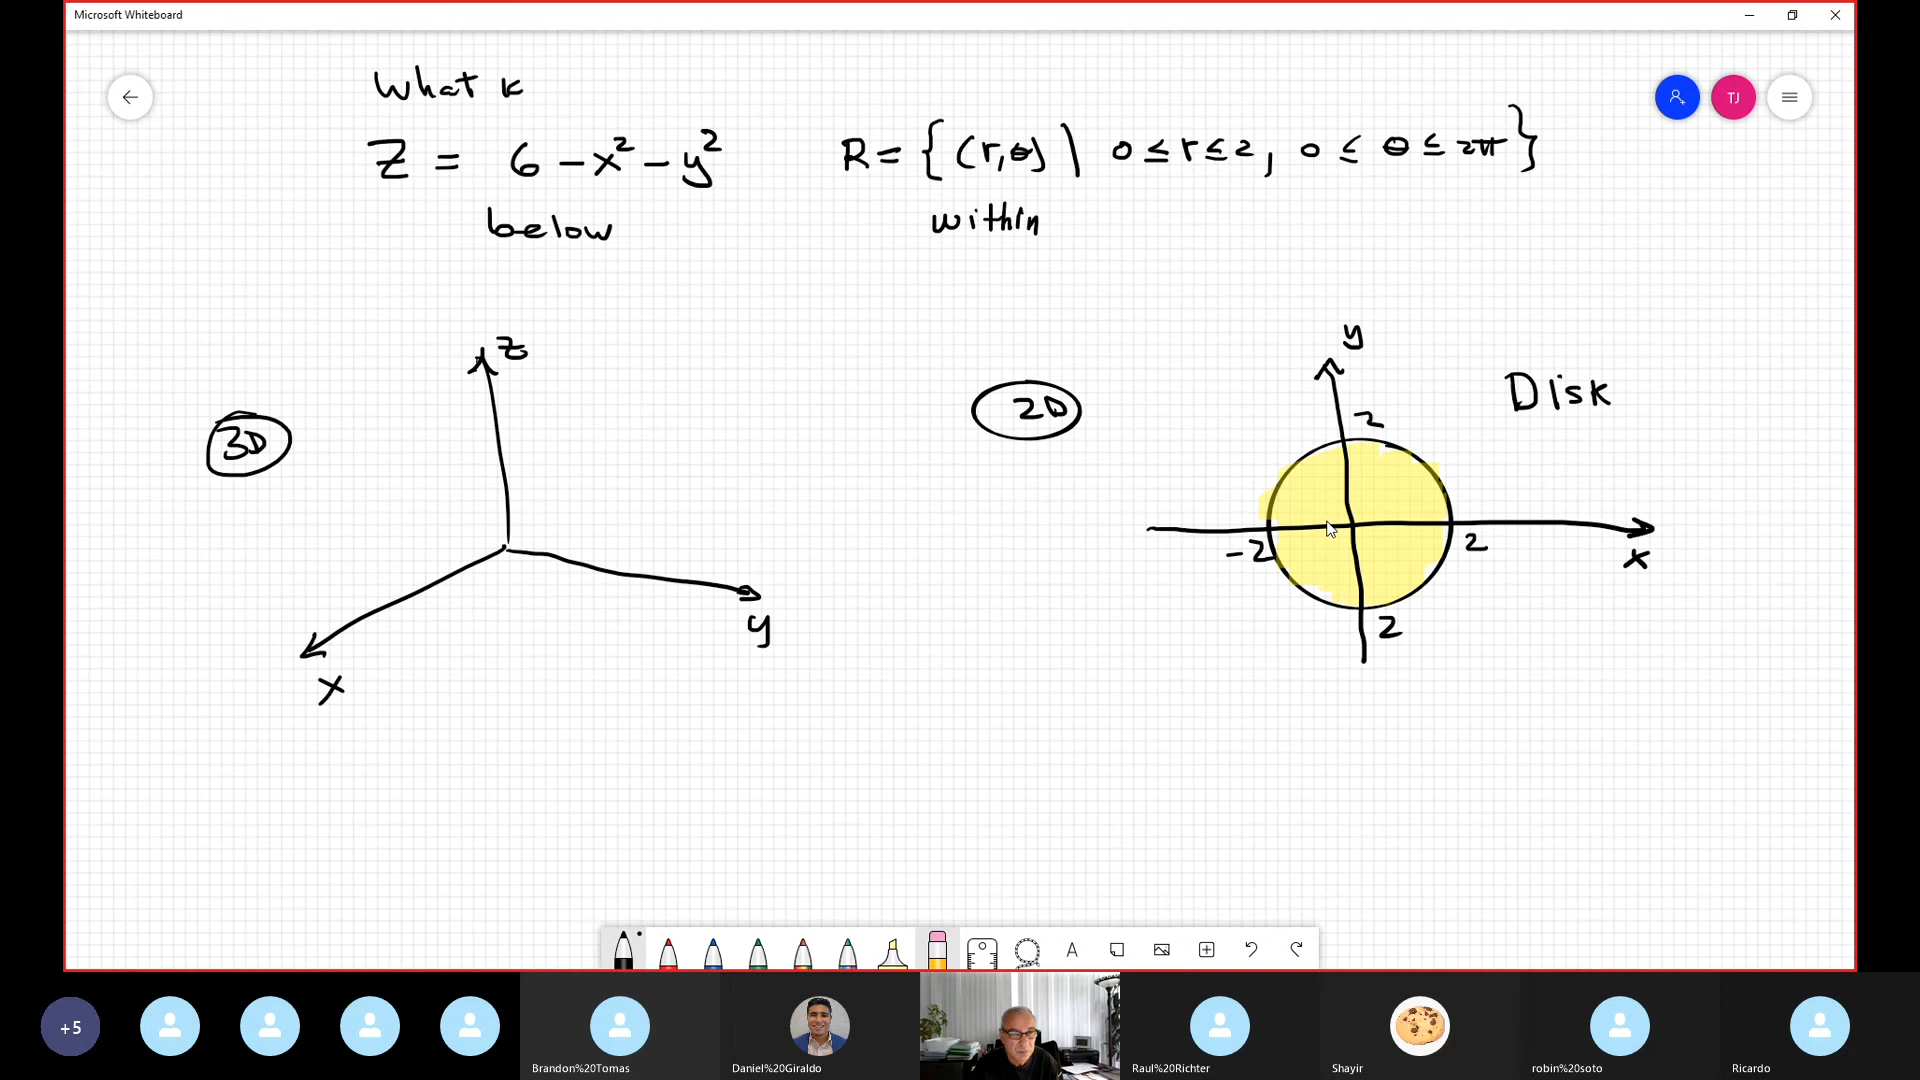 Microsoft Whiteboard
What is
Z = 6 - x² - y²
R = { (r, θ) \ 0 ≤ r ≤ 2, 0 ≤ θ ≤ 2π }
below
within
TJ
3D
z
y
x
2D
y
Disk
2
-2
2
x
2
A
+5
Brandon%20Tomas
Daniel%20Giraldo
Raul%20Richter
Shayir
robin%20soto
Ricardo